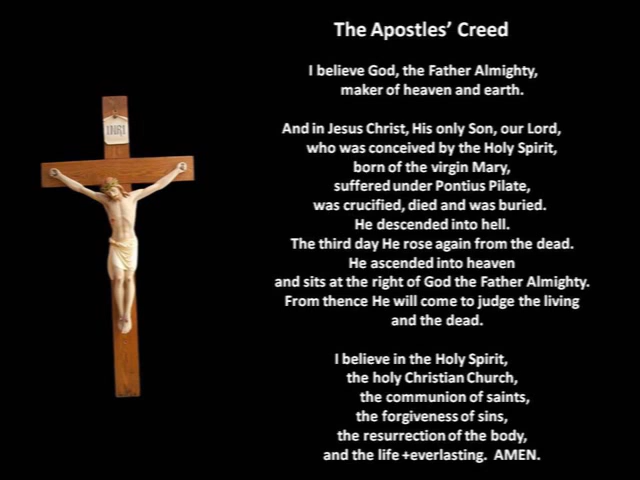 The Apostles’ Creed
I believe God, the Father Almighty,
maker of heaven and earth.
And in Jesus Christ, His only Son, our Lord,
who was conceived by the Holy Spirit,
born of the virgin Mary,
suffered under Pontius Pilate,
was crucified, died and was buried.
He descended into hell.
The third day He rose again from the dead.
He ascended into heaven
and sits at the right of God the Father Almighty.
From thence He will come to judge the living
and the dead.
I believe in the Holy Spirit,
the holy Christian Church,
the communion of saints,
the forgiveness of sins,
the resurrection of the body,
and the life +everlasting. AMEN.
INRI